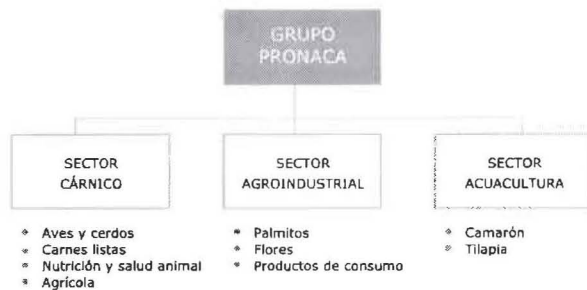 GRUPO
PRONACA
SECTOR
CÁRNICO
Aves y cerdos
Carnes listas
Nutrición y salud animal
Agrícola
SECTOR
AGROINDUSTRIAL
Palmitos
Flores
Productos de consumo
SECTOR
ACUACULTURA
Camarón
Tilapia